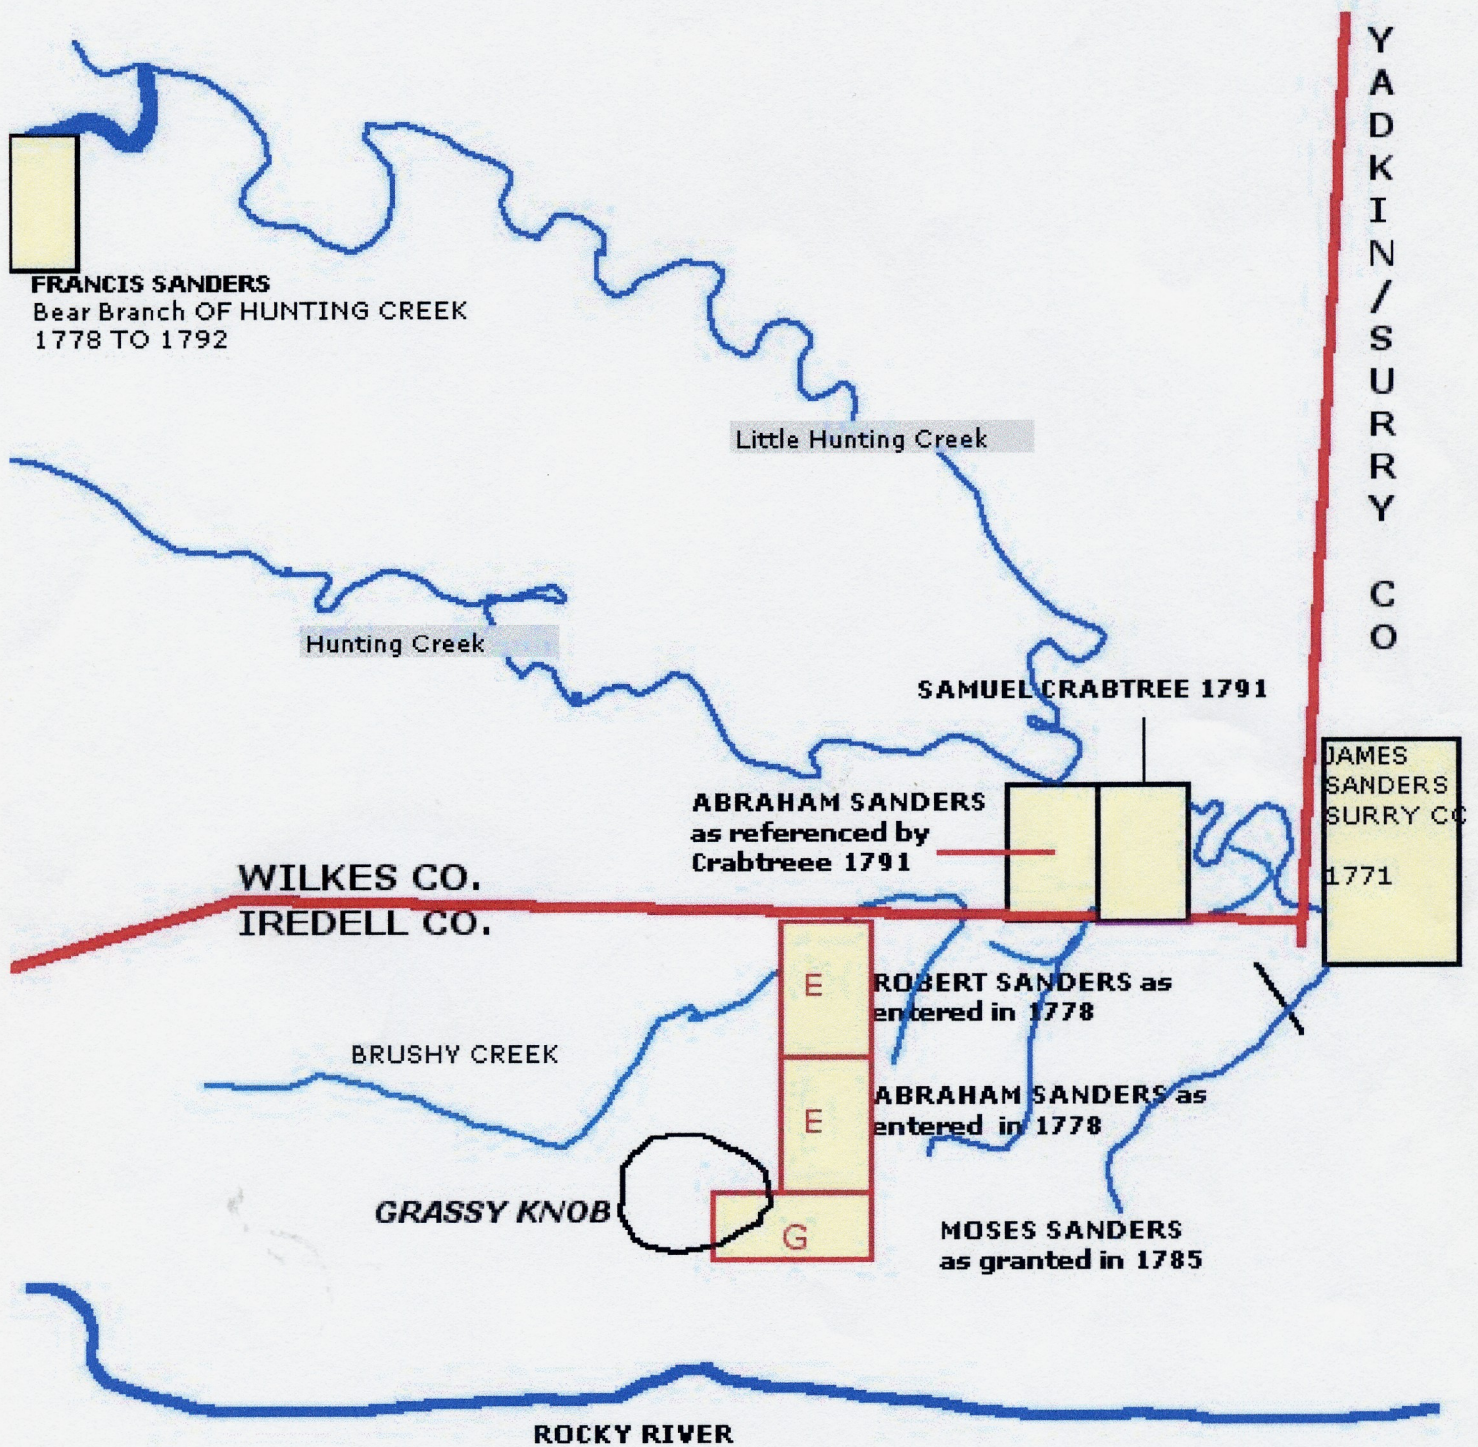 YADKIN/SURRY CO
FRANCIS SANDERS
Bear Branch OF HUNTING CREEK
1778 TO 1792
Little Hunting Creek
Hunting Creek
SAMUEL CRABTREE 1791
JAMES
SANDERS
SURRY CO
1771
ABRAHAM SANDERS
as referenced by
Crabtreee 1791
WILKES CO.
IREDELL CO.
E
ROBERT SANDERS as
entered in 1778
BRUSHY CREEK
E
ABRAHAM SANDERS as
entered in 1778
GRASSY KNOB
G
MOSES SANDERS
as granted in 1785
ROCKY RIVER